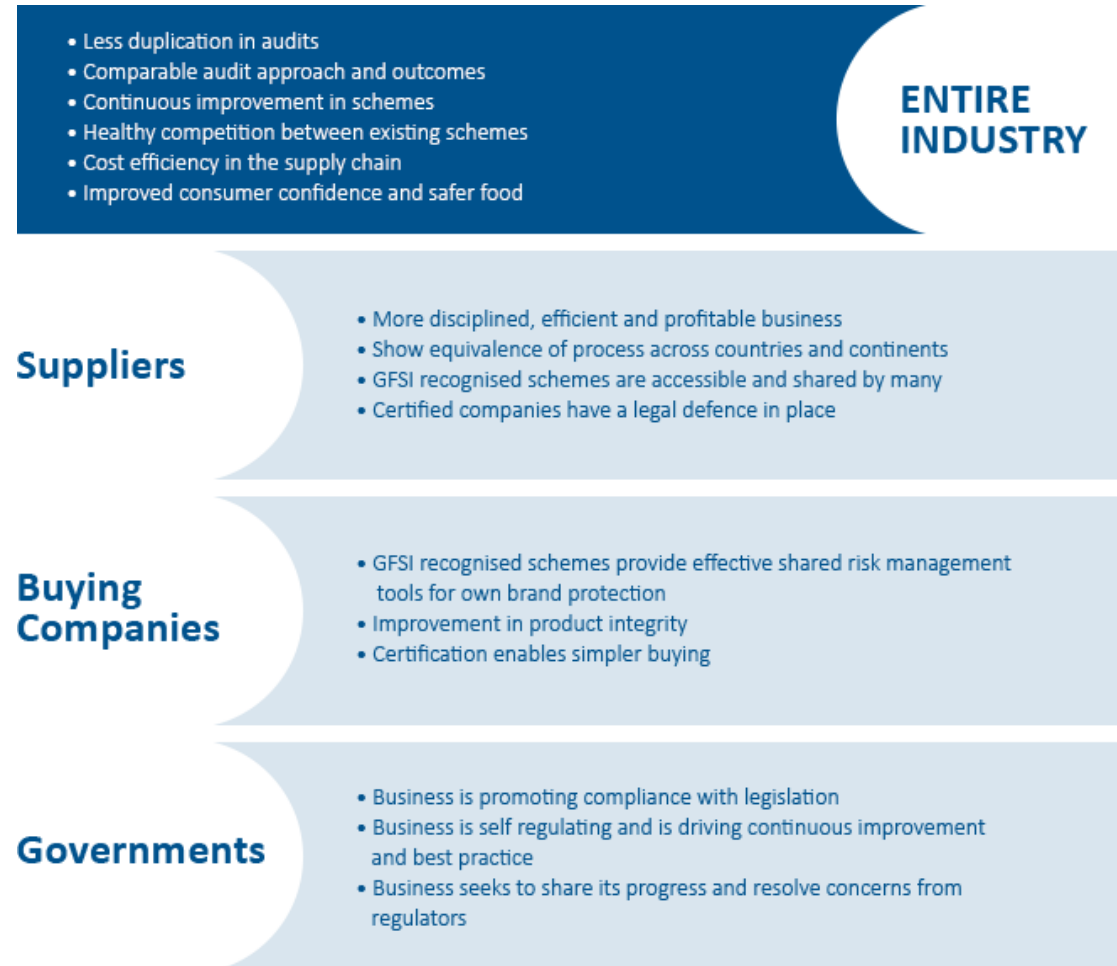 • Less duplication in audits
• Comparable audit approach and outcomes
• Continuous improvement in schemes
• Healthy competition between existing schemes
• Cost efficiency in the supply chain
• Improved consumer confidence and safer food
ENTIRE
INDUSTRY
Suppliers
• More disciplined, efficient and profitable business
• Show equivalence of process across countries and continents
• GFSI recognised schemes are accessible and shared by many
• Certified companies have a legal defence in place
Buying
Companies
• GFSI recognised schemes provide effective shared risk management
tools for own brand protection
• Improvement in product integrity
• Certification enables simpler buying
Governments
• Business is promoting compliance with legislation
• Business is self regulating and is driving continuous improvement
and best practice
• Business seeks to share its progress and resolve concerns from
regulators